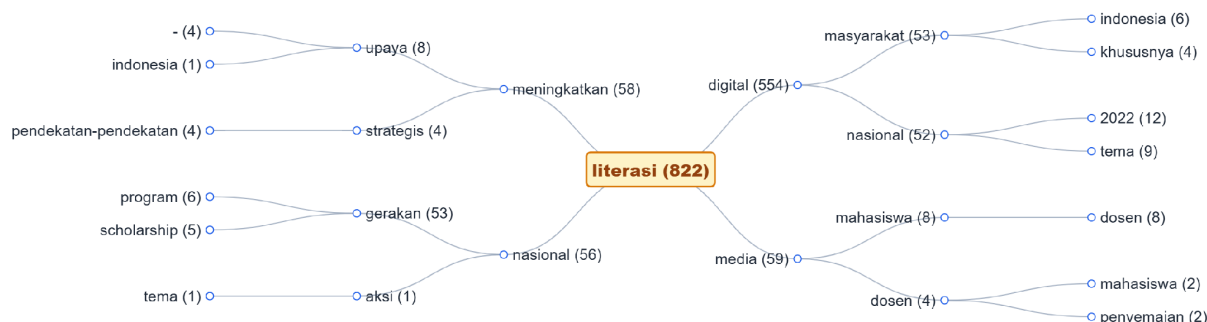 - (4)
indonesia (1)
upaya (8)
pendekatan-pendekatan (4)
strategis (4)
meningkatkan (58)
program (6)
scholarship (5)
gerakan (53)
tema (1)
aksi (1)
nasional (56)
literasi (822)
digital (554)
masyarakat (53)
indonesia (6)
khususnya (4)
nasional (52)
2022 (12)
tema (9)
media (59)
mahasiswa (8)
dosen (8)
dosen (4)
mahasiswa (2)
penyemaian (2)